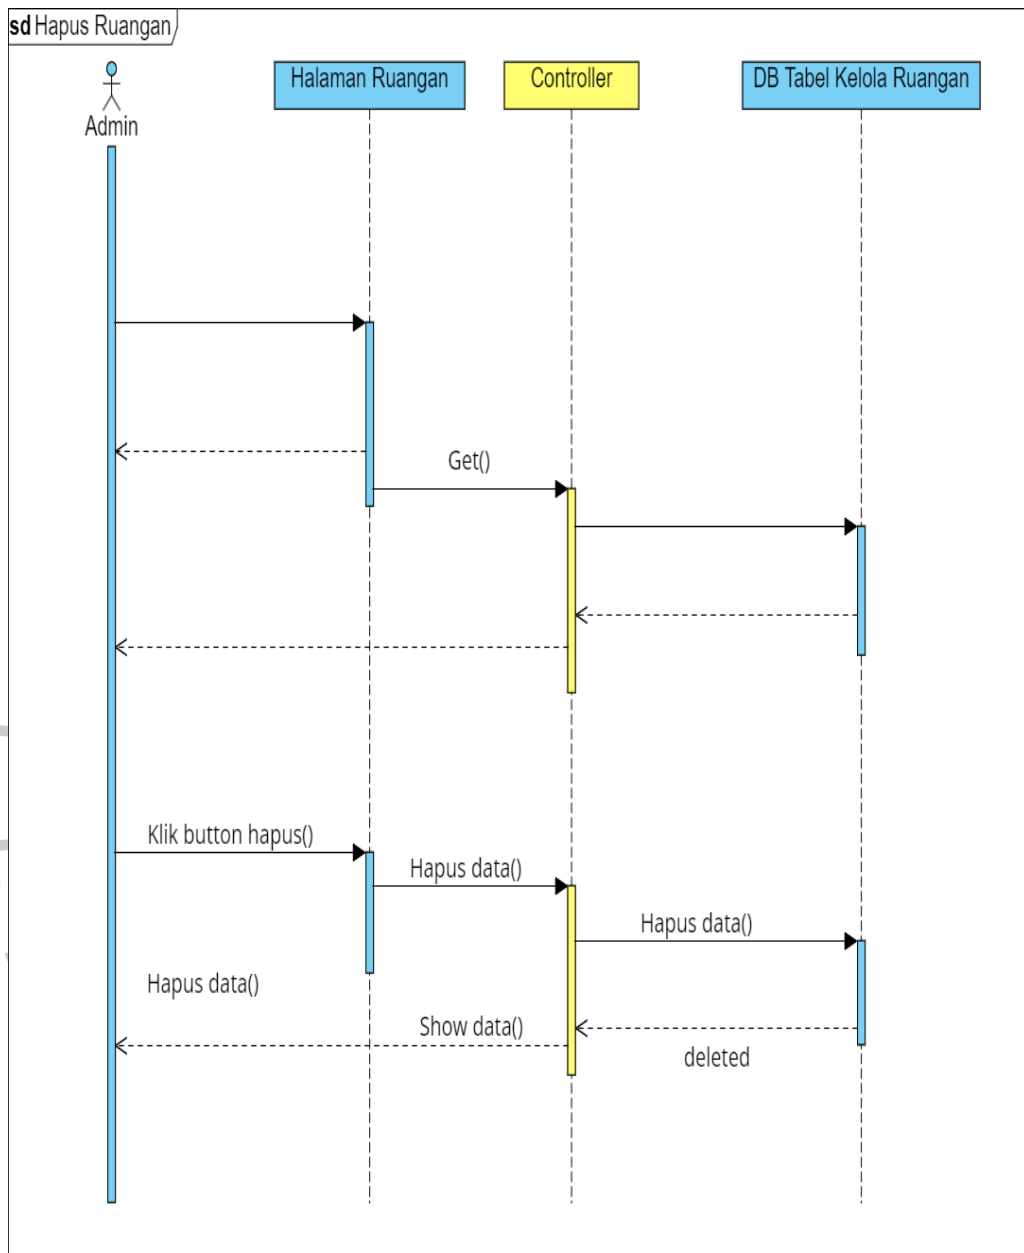 sd Hapus Ruangan
Admin
Halaman Ruangan
Controller
DB Tabel Kelola Ruangan
Get()
Klik button hapus()
Hapus data()
Hapus data()
Hapus data()
Show data()
deleted